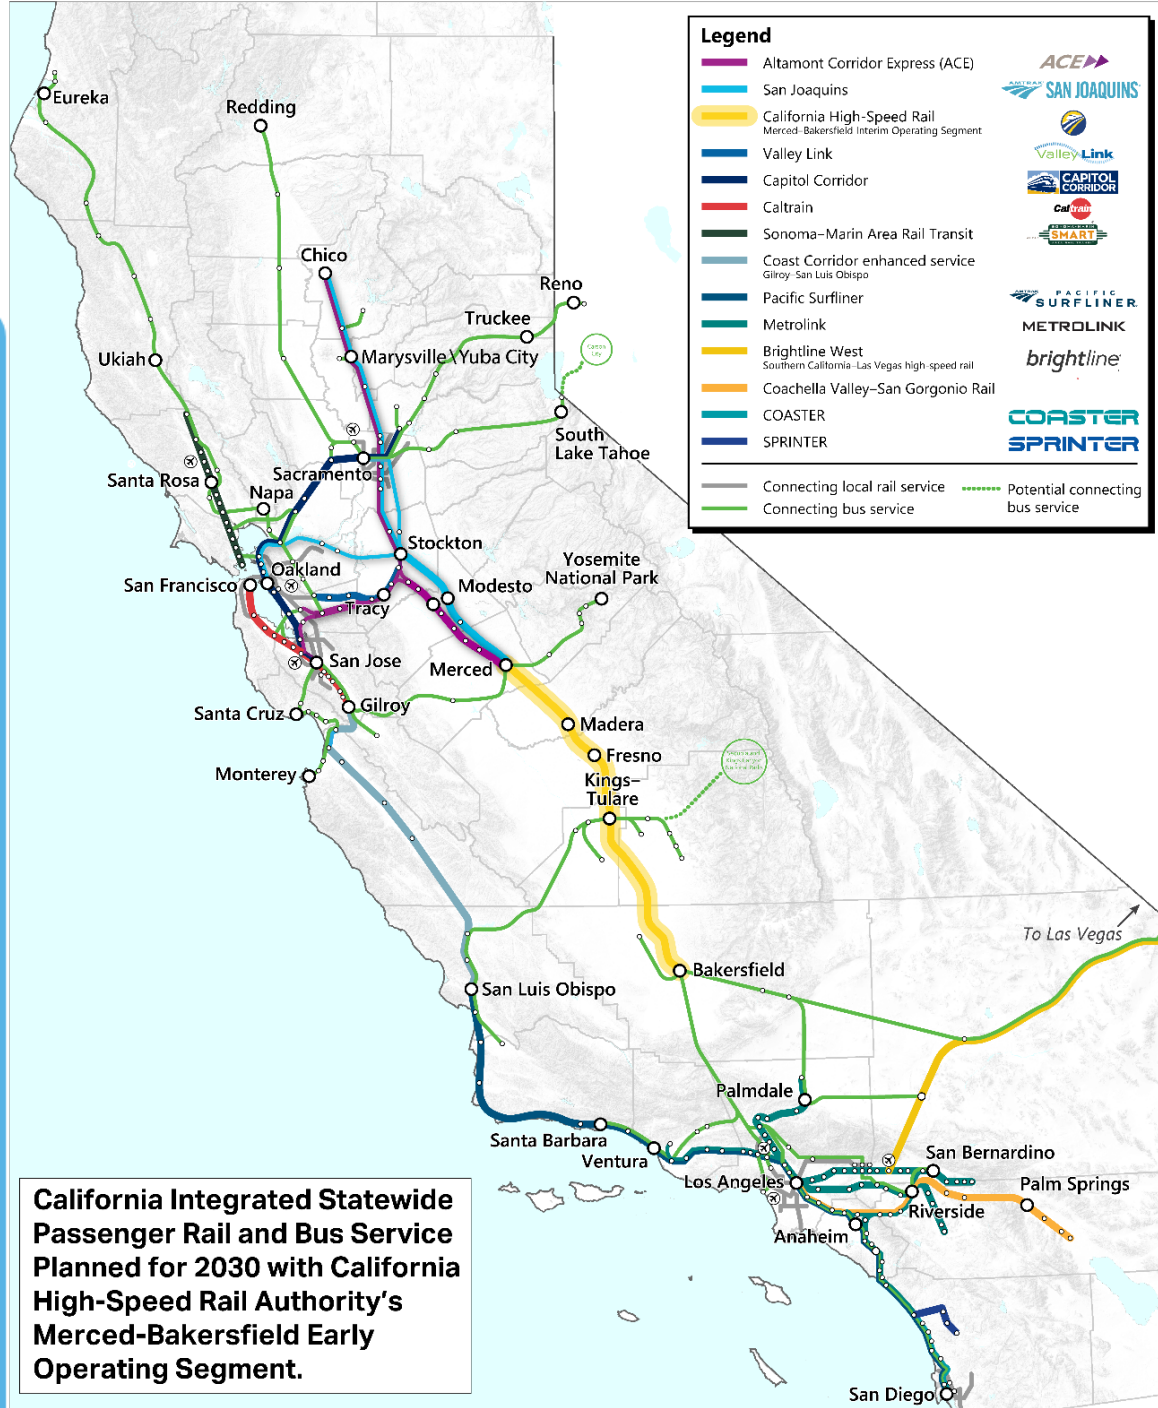 Legend
Altamont Corridor Express (ACE)
ACE
San Joaquins
AMTRAK
SAN JOAQUINS
California High-Speed Rail
Merced–Bakersfield Interim Operating Segment
Valley Link
Valley Link
Capitol Corridor
CAPITOL
CORRIDOR
Caltrain
Caltrain
Sonoma–Marin Area Rail Transit
SONOMA-MARIN
SMART
Coast Corridor enhanced service
Gilroy–San Luis Obispo
Pacific Surfliner
AMTRAK
PACIFIC
SURFLINER
Metrolink
METROLINK
Brightline West
Southern California–Las Vegas high-speed rail
brightline
Coachella Valley–San Gorgonio Rail
COASTER
COASTER
SPRINTER
SPRINTER
Connecting local rail service
Connecting bus service
Potential connecting
bus service
Eureka
Redding
Chico
Reno
Truckee
Carson
City
Ukiah
Marysville\Yuba City
South
Lake Tahoe
Sacramento
Santa Rosa
Napa
Stockton
Yosemite
National Park
Oakland
San Francisco
Modesto
Tracy
San Jose
Merced
Gilroy
Santa Cruz
Madera
Monterey
Fresno
Kings–
Tulare
To Las Vegas
Bakersfield
San Luis Obispo
Palmdale
Santa Barbara
Ventura
San Bernardino
Los Angeles
Palm Springs
Riverside
Anaheim
San Diego
California Integrated Statewide
Passenger Rail and Bus Service
Planned for 2030 with California
High-Speed Rail Authority's
Merced-Bakersfield Early
Operating Segment.